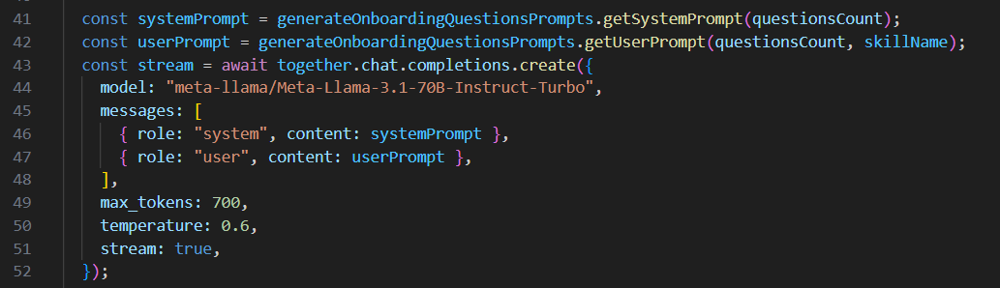 41 const systemPrompt = generateOnboardingQuestionsPrompts.getSystemPrompt(questionsCount);
42 const userPrompt = generateOnboardingQuestionsPrompts.getUserPrompt(questionsCount, skillName);
43 const stream = await together.chat.completions.create({
44   model: "meta-llama/Meta-Llama-3.1-70B-Instruct-Turbo",
45   messages: [
46     { role: "system", content: systemPrompt },
47     { role: "user", content: userPrompt },
48   ],
49   max_tokens: 700,
50   temperature: 0.6,
51   stream: true,
52 });